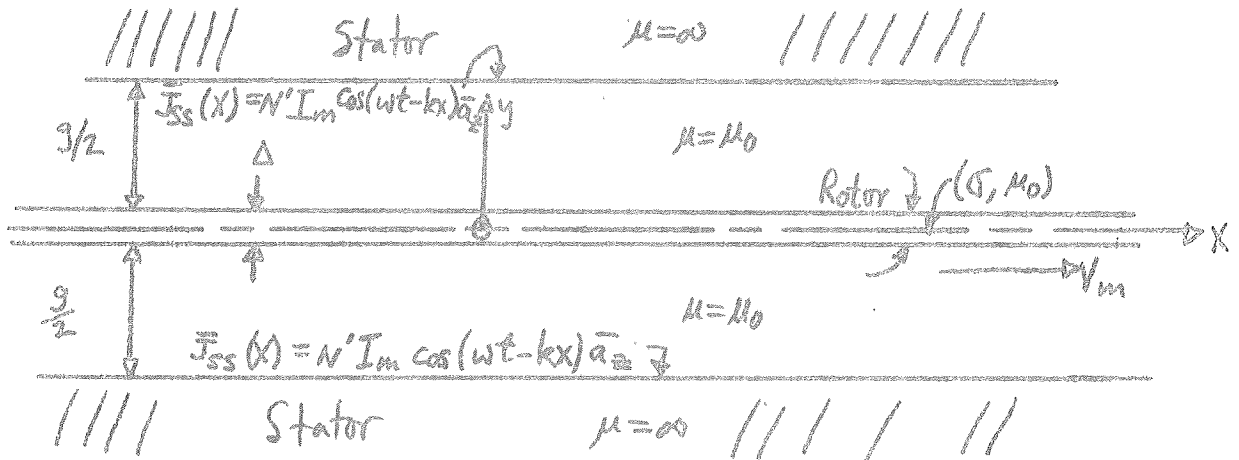 Stator μ=∞
J̄ss(x) = N'Im cos(ωt-kx)āz y
g/2
Δ
μ=μ0
Rotor (σ, μ0)
x
Vm
g/2
μ=μ0
J̄ss(x) = N'Im cos(ωt-kx)āz
Stator μ=∞